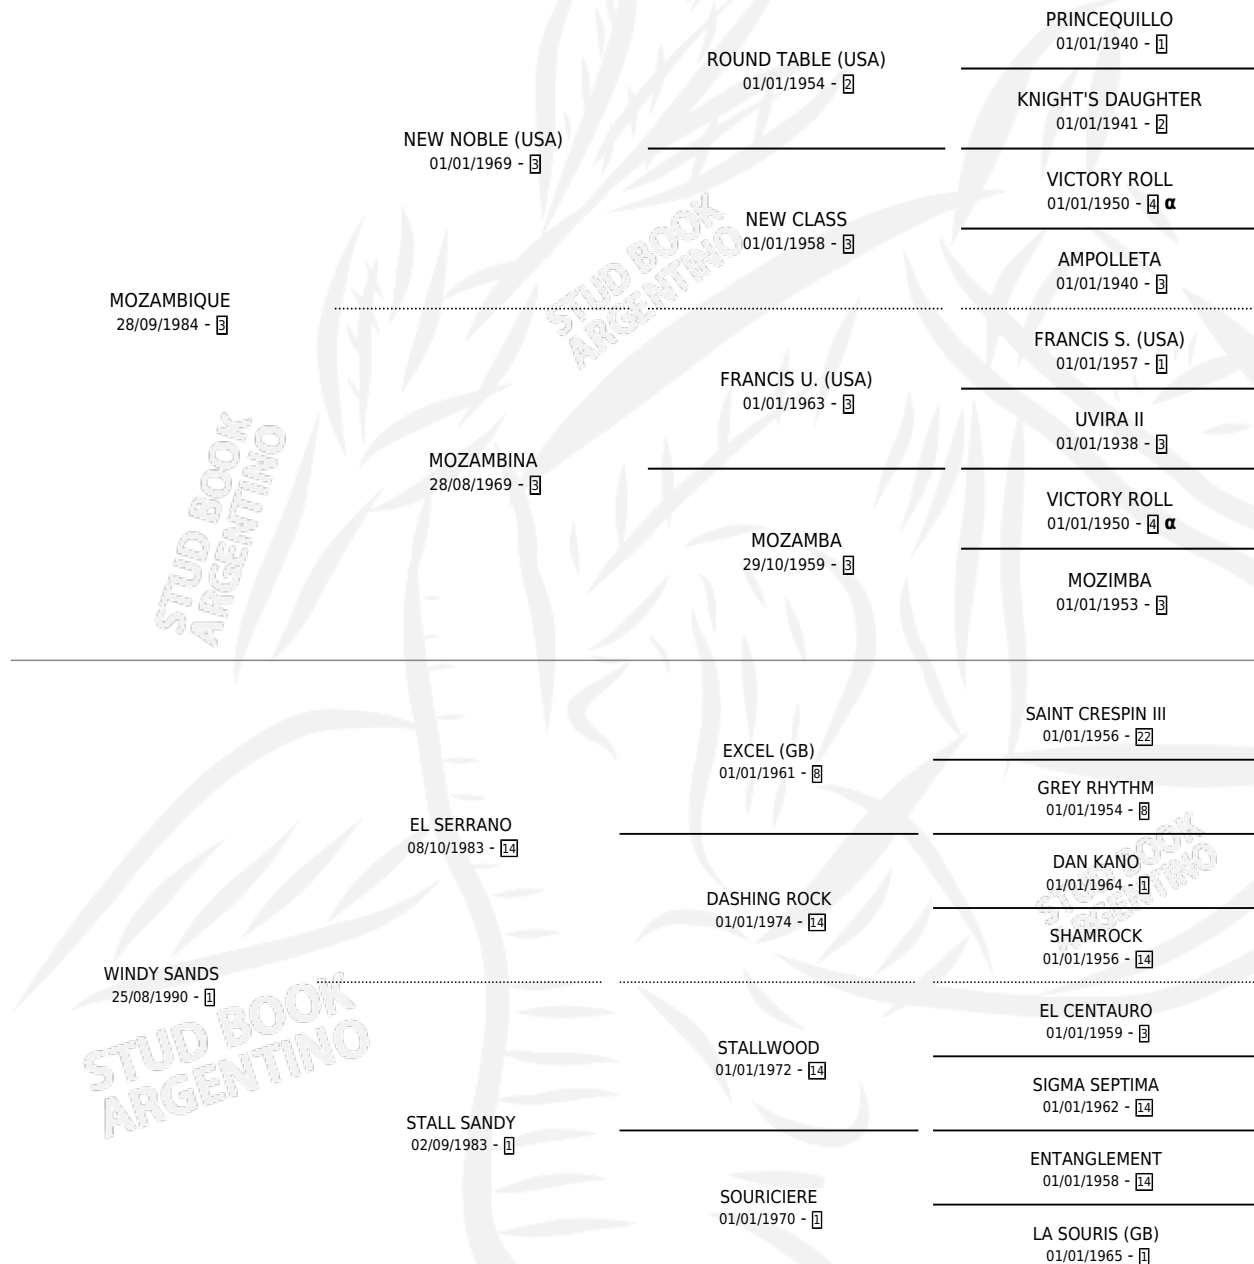 PRINCEQUILLO
01/01/1940 - 1
ROUND TABLE (USA)
01/01/1954 - 2
KNIGHT'S DAUGHTER
01/01/1941 - 2
NEW NOBLE (USA)
01/01/1969 - 3
VICTORY ROLL
01/01/1950 - 4 α
NEW CLASS
01/01/1958 - 3
AMPOLLETA
01/01/1940 - 3
MOZAMBIQUE
28/09/1984 - 3
FRANCIS S. (USA)
01/01/1957 - 1
FRANCIS U. (USA)
01/01/1963 - 3
UVIRA II
01/01/1938 - 3
MOZAMBINA
28/08/1969 - 3
VICTORY ROLL
01/01/1950 - 4 α
MOZAMBA
29/10/1959 - 3
MOZIMBA
01/01/1953 - 3
SAINT CRESPIN III
01/01/1956 - 22
EXCEL (GB)
01/01/1961 - 8
GREY RHYTHM
01/01/1954 - 8
EL SERRANO
08/10/1983 - 14
DAN KANO
01/01/1964 - 1
DASHING ROCK
01/01/1974 - 14
SHAMROCK
01/01/1956 - 14
WINDY SANDS
25/08/1990 - 1
EL CENTAURO
01/01/1959 - 3
STALLWOOD
01/01/1972 - 14
SIGMA SEPTIMA
01/01/1962 - 14
STALL SANDY
02/09/1983 - 1
ENTANGLEMENT
01/01/1958 - 14
SOURICIERE
01/01/1970 - 1
LA SOURIS (GB)
01/01/1965 - 1
STUD BOOK
ARGENTINO
STUD BOOK
ARGENTINO
STUD BOOK
ARGENTINO
STUD BOOK
ARGENTINO